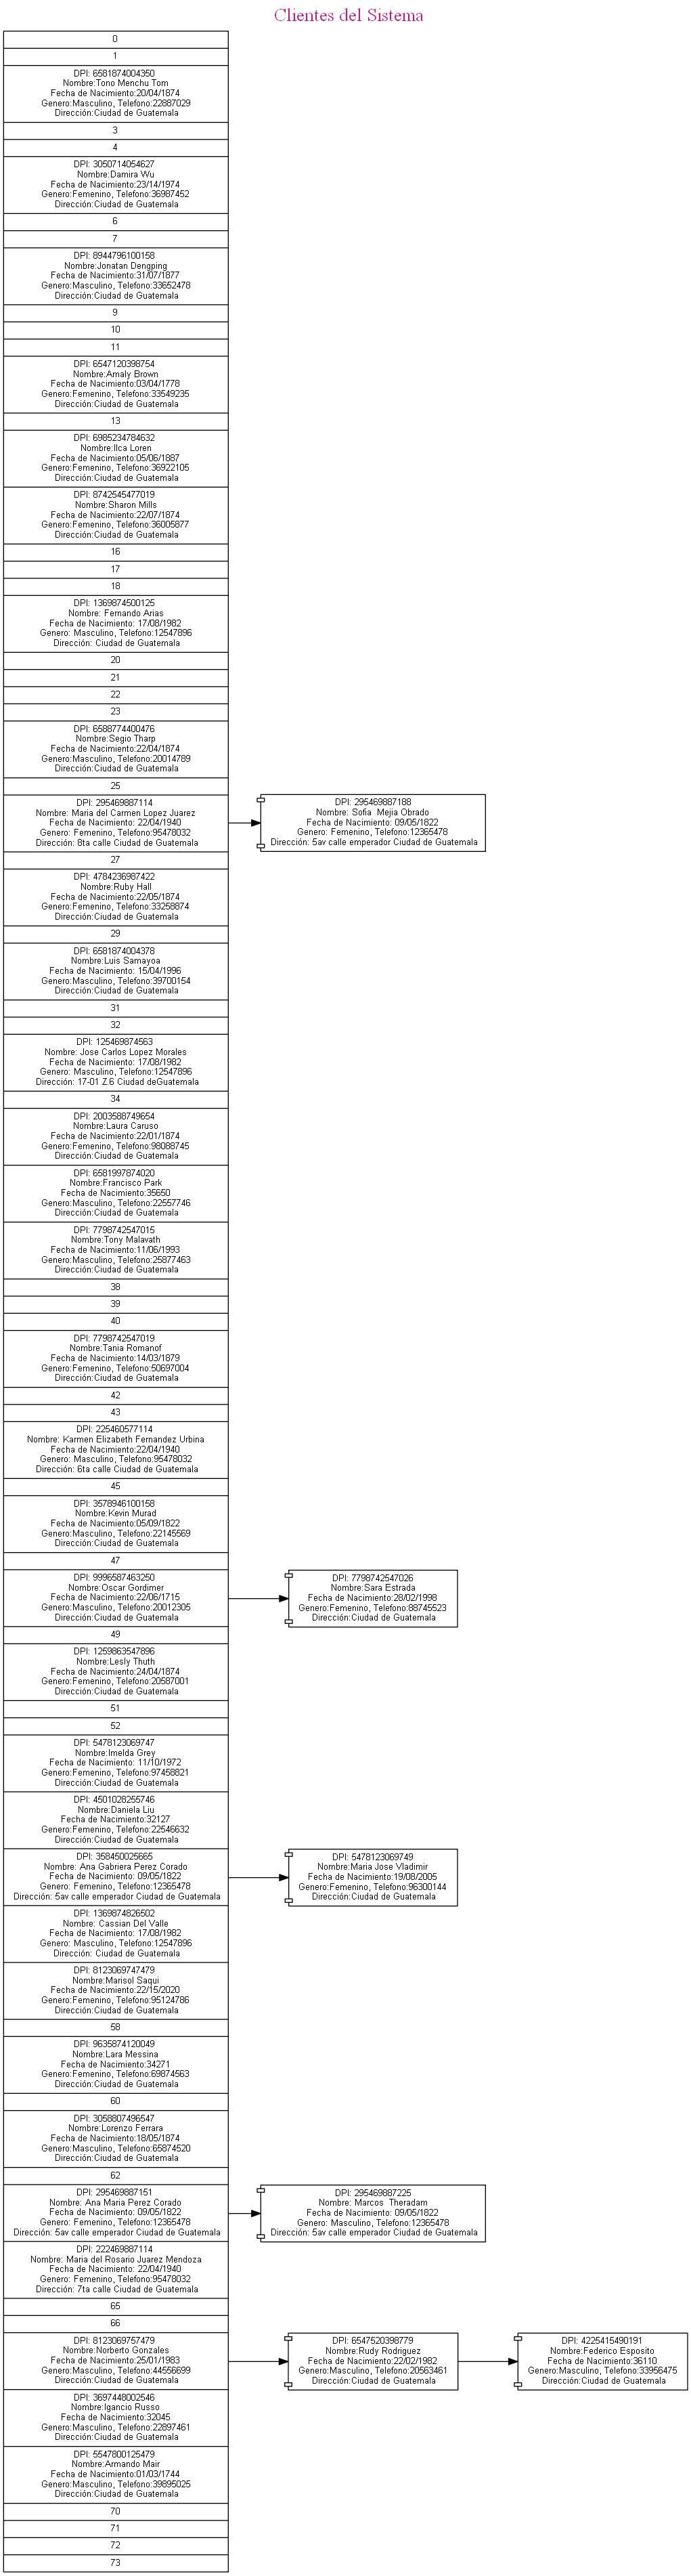 Clientes del Sistema
0
1
DPI: 6581874004350
Nombre:Tono Menchu Tom
Fecha de Nacimiento:20/04/1874
Genero:Masculino, Telefono:22887029
Dirección:Ciudad de Guatemala
3
4
DPI: 3050714054627
Nombre:Damira Wu
Fecha de Nacimiento:23/14/1974
Genero:Femenino, Telefono:36987452
Dirección:Ciudad de Guatemala
6
7
DPI: 8944796100158
Nombre:Jonatan Dengping
Fecha de Nacimiento:31/07/1877
Genero:Masculino, Telefono:33652478
Dirección:Ciudad de Guatemala
9
10
11
DPI: 6547120398754
Nombre:Amaly Brown
Fecha de Nacimiento:03/04/1778
Genero:Femenino, Telefono:33549235
Dirección:Ciudad de Guatemala
13
DPI: 6985234784632
Nombre:Ilca Loren
Fecha de Nacimiento:05/06/1887
Genero:Femenino, Telefono:36922105
Dirección:Ciudad de Guatemala
DPI: 8742545477019
Nombre:Sharon Mills
Fecha de Nacimiento:22/07/1874
Genero:Femenino, Telefono:36005877
Dirección:Ciudad de Guatemala
16
17
18
DPI: 1369874500125
Nombre: Fernando Arias
Fecha de Nacimiento: 17/08/1982
Genero: Masculino, Telefono:12547896
Dirección: Ciudad de Guatemala
20
21
22
23
DPI: 6588774400476
Nombre:Segio Tharp
Fecha de Nacimiento:22/04/1874
Genero:Masculino, Telefono:20014789
Dirección:Ciudad de Guatemala
25
DPI: 295469887114
Nombre: Maria del Carmen Lopez Juarez
Fecha de Nacimiento: 22/04/1940
Genero: Femenino, Telefono:95478032
Dirección: 8ta calle Ciudad de Guatemala
DPI: 295469887188
Nombre: Sofia  Mejia Obrado
Fecha de Nacimiento: 09/05/1822
Genero: Femenino, Telefono:12365478
Dirección: 5av calle emperador Ciudad de Guatemala
27
DPI: 4784236987422
Nombre:Ruby Hall
Fecha de Nacimiento:22/05/1874
Genero:Femenino, Telefono:33258874
Dirección:Ciudad de Guatemala
29
DPI: 6581874004378
Nombre:Luis Samayoa
Fecha de Nacimiento: 15/04/1996
Genero:Masculino, Telefono:39700154
Dirección:Ciudad de Guatemala
31
32
DPI: 125469874563
Nombre: Jose Carlos Lopez Morales
Fecha de Nacimiento: 17/08/1982
Genero: Masculino, Telefono:12547896
Dirección: 17-01 Z.6 Ciudad deGuatemala
34
DPI: 2003588749654
Nombre:Laura Caruso
Fecha de Nacimiento:22/01/1874
Genero:Femenino, Telefono:98088745
Dirección:Ciudad de Guatemala
DPI: 6581997874020
Nombre:Francisco Park
Fecha de Nacimiento:35650
Genero:Masculino, Telefono:22557746
Dirección:Ciudad de Guatemala
DPI: 7798742547015
Nombre:Tony Malavath
Fecha de Nacimiento:11/06/1993
Genero:Masculino, Telefono:25877463
Dirección:Ciudad de Guatemala
38
39
40
DPI: 7798742547019
Nombre:Tania Romanof
Fecha de Nacimiento:14/03/1879
Genero:Femenino, Telefono:50697004
Dirección:Ciudad de Guatemala
42
43
DPI: 225460577114
Nombre: Karmen Elizabeth Fernandez Urbina
Fecha de Nacimiento:22/04/1940
Genero: Masculino, Telefono:95478032
Dirección: 6ta calle Ciudad de Guatemala
45
DPI: 3578946100158
Nombre:Kevin Murad
Fecha de Nacimiento:05/09/1822
Genero:Masculino, Telefono:22145569
Dirección:Ciudad de Guatemala
47
DPI: 9996587463250
Nombre:Oscar Gordimer
Fecha de Nacimiento:22/06/1715
Genero:Masculino, Telefono:20012305
Dirección:Ciudad de Guatemala
DPI: 7798742547026
Nombre:Sara Estrada
Fecha de Nacimiento:28/02/1998
Genero:Femenino, Telefono:88745523
Dirección:Ciudad de Guatemala
49
DPI: 1259863547896
Nombre:Lesly Thuth
Fecha de Nacimiento:24/04/1874
Genero:Femenino, Telefono:20587001
Dirección:Ciudad de Guatemala
51
52
DPI: 5478123069747
Nombre:Imelda Grey
Fecha de Nacimiento: 11/10/1972
Genero:Femenino, Telefono:97458821
Dirección:Ciudad de Guatemala
DPI: 4501028255746
Nombre:Daniela Liu
Fecha de Nacimiento:32127
Genero:Femenino, Telefono:22546632
Dirección:Ciudad de Guatemala
DPI: 358450025665
Nombre: Ana Gabriera Perez Corado
Fecha de Nacimiento: 09/05/1822
Genero: Femenino, Telefono:12365478
Dirección: 5av calle emperador Ciudad de Guatemala
DPI: 5478123069749
Nombre:Maria Jose Vladimir
Fecha de Nacimiento:19/08/2005
Genero:Femenino, Telefono:96300144
Dirección:Ciudad de Guatemala
DPI: 1369874826502
Nombre: Cassian Del Valle
Fecha de Nacimiento: 17/08/1982
Genero: Masculino, Telefono:12547896
Dirección: Ciudad de Guatemala
DPI: 8123069747479
Nombre:Marisol Saqui
Fecha de Nacimiento:22/15/2020
Genero:Femenino, Telefono:95124786
Dirección:Ciudad de Guatemala
58
DPI: 9635874120049
Nombre:Lara Messina
Fecha de Nacimiento:34271
Genero:Femenino, Telefono:69874563
Dirección:Ciudad de Guatemala
60
DPI: 3058807496547
Nombre:Lorenzo Ferrara
Fecha de Nacimiento:18/05/1874
Genero:Masculino, Telefono:65874520
Dirección:Ciudad de Guatemala
62
DPI: 295469887151
Nombre: Ana Maria Perez Corado
Fecha de Nacimiento: 09/05/1822
Genero: Femenino, Telefono:12365478
Dirección: 5av calle emperador Ciudad de Guatemala
DPI: 295469887225
Nombre: Marcos  Theradam
Fecha de Nacimiento: 09/05/1822
Genero: Masculino, Telefono:12365478
Dirección: 5av calle emperador Ciudad de Guatemala
DPI: 222469887114
Nombre: Maria del Rosario Juarez Mendoza
Fecha de Nacimiento: 22/04/1940
Genero: Femenino, Telefono:95478032
Dirección: 7ta calle Ciudad de Guatemala
65
66
DPI: 8123069757479
Nombre:Norberto Gonzales
Fecha de Nacimiento:25/01/1983
Genero:Masculino, Telefono:44556699
Dirección:Ciudad de Guatemala
DPI: 6547520398779
Nombre:Rudy Rodriguez
Fecha de Nacimiento:22/02/1982
Genero:Masculino, Telefono:20563461
Dirección:Ciudad de Guatemala
DPI: 4225415490191
Nombre:Federico Esposito
Fecha de Nacimiento:36110
Genero:Masculino, Telefono:33956475
Dirección:Ciudad de Guatemala
DPI: 3697448002546
Nombre:Igancio Russo
Fecha de Nacimiento:32045
Genero:Masculino, Telefono:22897461
Dirección:Ciudad de Guatemala
DPI: 5547800125479
Nombre:Armando Mair
Fecha de Nacimiento:01/03/1744
Genero:Masculino, Telefono:39895025
Dirección:Ciudad de Guatemala
70
71
72
73